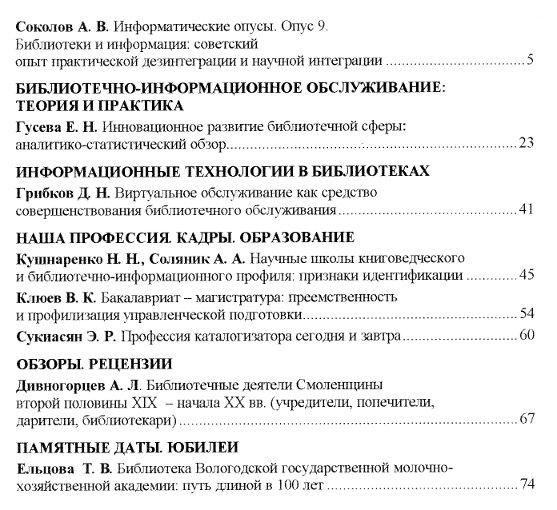 Соколов А. В. Информатические опусы. Опус 9.
Библиотеки и информация: советский
опыт практической дезинтеграции и научной интеграции ........ 5
БИБЛИОТЕЧНО-ИНФОРМАЦИОННОЕ ОБСЛУЖИВАНИЕ:
ТЕОРИЯ И ПРАКТИКА
Гусева Е. Н. Инновационное развитие библиотечной сферы:
аналитико-статистический обзор........ 23
ИНФОРМАЦИОННЫЕ ТЕХНОЛОГИИ В БИБЛИОТЕКАХ
Грибков Д. Н. Виртуальное обслуживание как средство
совершенствования библиотечного обслуживания ........ 41
НАША ПРОФЕССИЯ. КАДРЫ. ОБРАЗОВАНИЕ
Кушнаренко Н. Н., Соляник А. А. Научные школы книговедческого
и библиотечно-информационного профиля: признаки идентификации ........ 45
Клюев В. К. Бакалавриат – магистратура: преемственность
и профилизация управленческой подготовки........ 54
Сукиасян Э. Р. Профессия каталогизатора сегодня и завтра ........ 60
ОБЗОРЫ. РЕЦЕНЗИИ
Дивногорцев А. Л. Библиотечные деятели Смоленщины
второй половины XIX – начала XX вв. (учредители, попечители,
дарители, библиотекари) ........ 67
ПАМЯТНЫЕ ДАТЫ. ЮБИЛЕИ
Ельцова Т. В. Библиотека Вологодской государственной молочно-
хозяйственной академии: путь длиной в 100 лет ........ 74